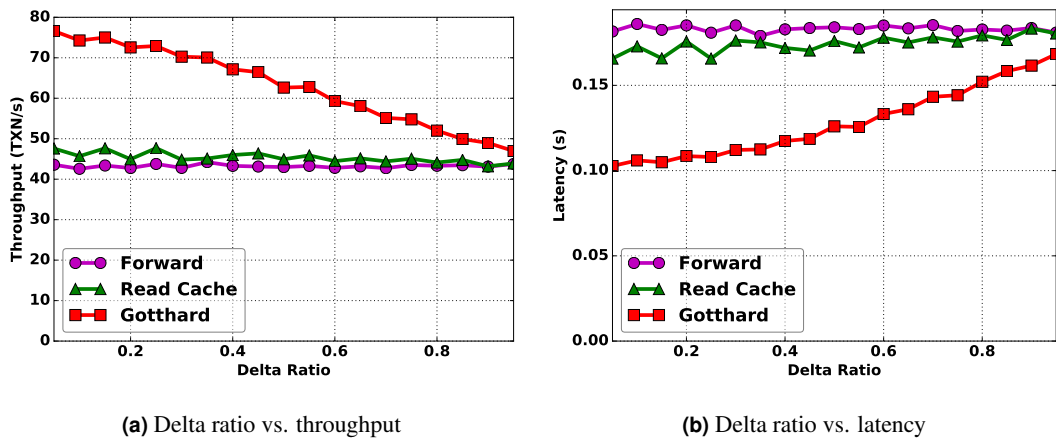 80
70
60
50
40
30
20
10
0
Throughput (TXN/s)
Forward
Read Cache
Gotthard
0.2 0.4 0.6 0.8
Delta Ratio
(a) Delta ratio vs. throughput
0.15
0.10
0.05
0.00
Latency (s)
Forward
Read Cache
Gotthard
0.2 0.4 0.6 0.8
Delta Ratio
(b) Delta ratio vs. latency